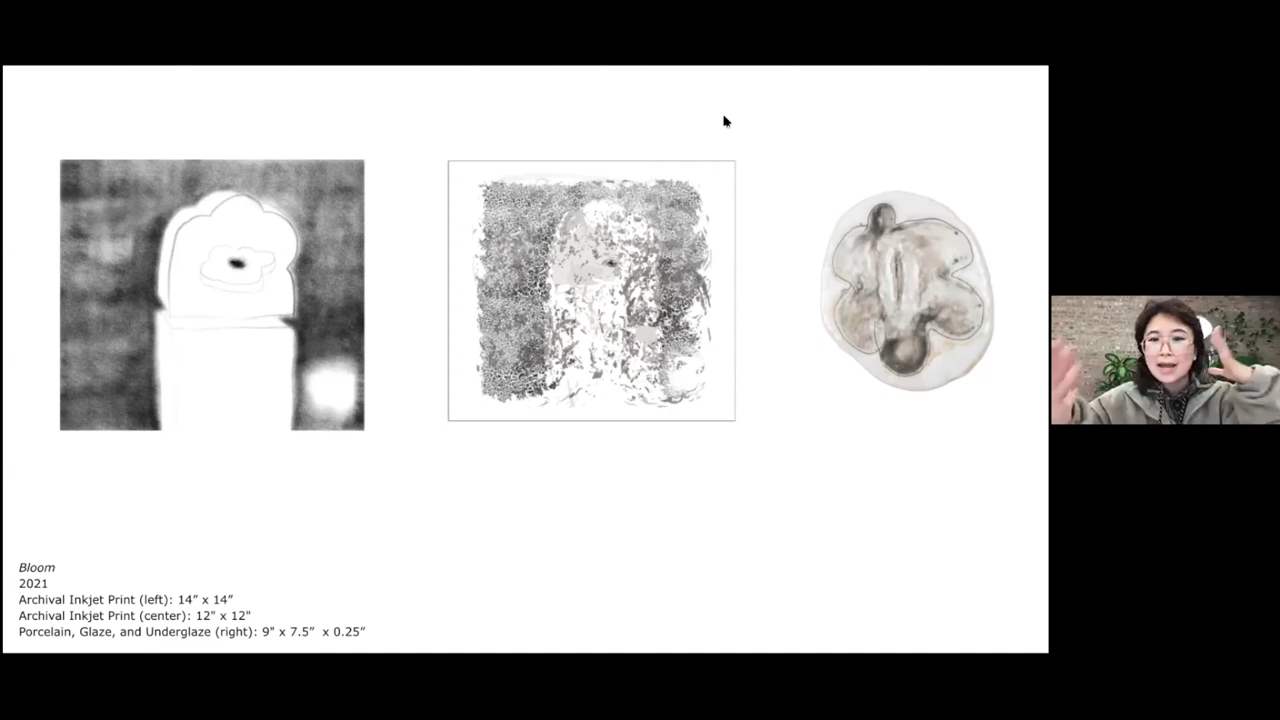 Bloom
2021
Archival Inkjet Print (left): 14” x 14”
Archival Inkjet Print (center): 12" x 12"
Porcelain, Glaze, and Underglaze (right): 9" x 7.5” x 0.25”